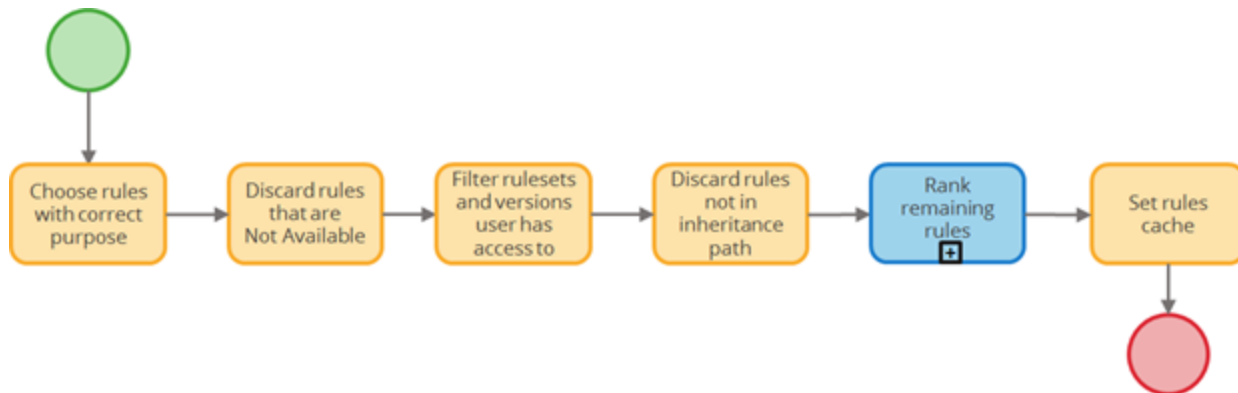 Choose rules
with correct
purpose
Discard rules
that are
Not Available
Filter rulesets
and versions
user has
access to
Discard rules
not in
inheritance
path
Rank
remaining
rules
Set rules
cache